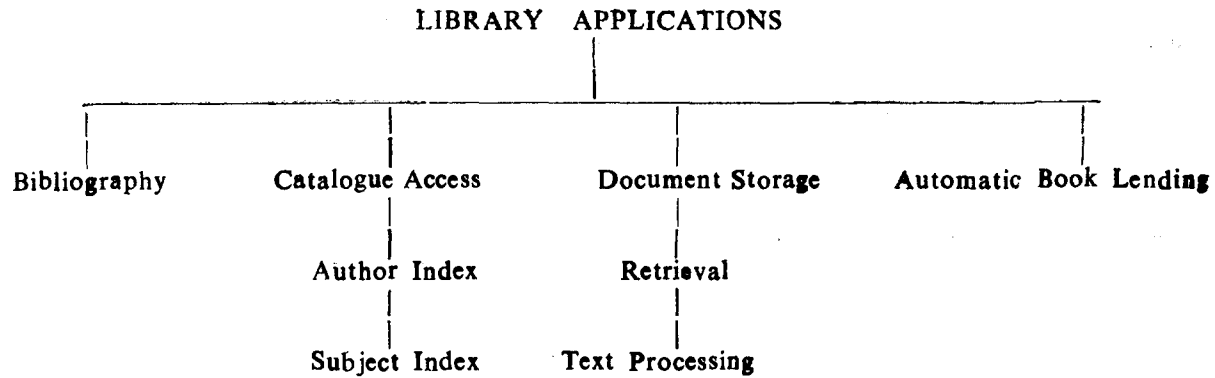 LIBRARY APPLICATIONS
Bibliography Catalogue Access Document Storage Automatic Book Lending
Author Index Retrieval
Subject Index Text Processing